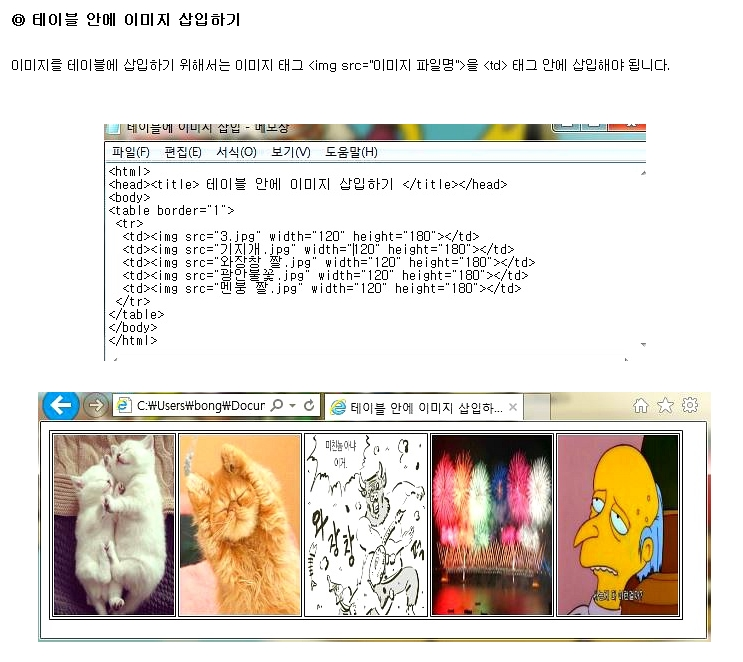 ◎ 테이블 안에 이미지 삽입하기
이미지를 테이블에 삽입하기 위해서는 이미지 태그 <img src="이미지 파일명">을 <td> 태그 안에 삽입해야 됩니다.
테이블에 이미지 삽입 - 메모장
파일(F) 편집(E) 서식(O) 보기(V) 도움말(H)
<html>
<head><title> 테이블 안에 이미지 삽입하기 </title></head>
<body>
<table border="1">
<tr>
<td><img src="3.jpg" width="120" height="180"></td>
<td><img src="기지개.jpg" width="120" height="180"></td>
<td><img src="와장창 짤.jpg" width="120" height="180"></td>
<td><img src="광안불꽃.jpg" width="120" height="180"></td>
<td><img src="멘붕 짤.jpg" width="120" height="180"></td>
</tr>
</table>
</body>
</html>
C:₩Users₩bong₩Docur
테이블 안에 이미지 삽입하...
미친놈아냐
이거..
와장창